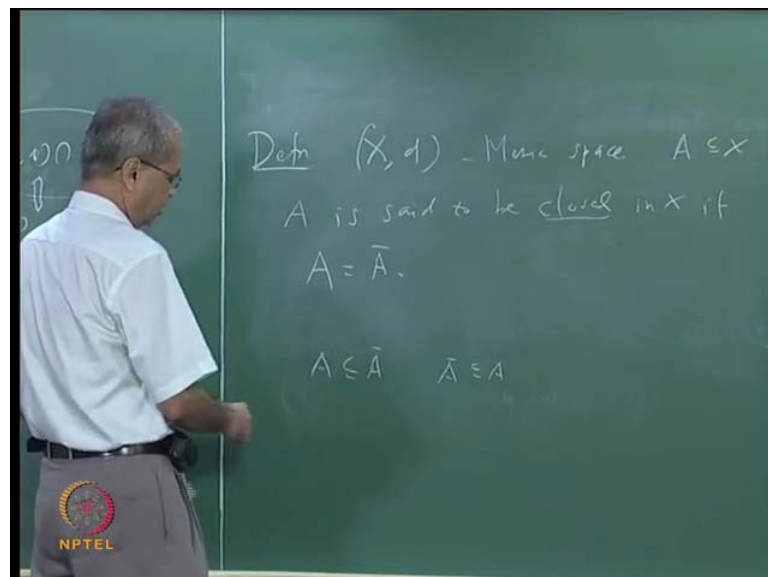 Defn (X, d) - Metric space A ⊆ X
A is said to be closed in X if
A = Ā.
A ⊆ Ā Ā ⊆ A
NPTEL